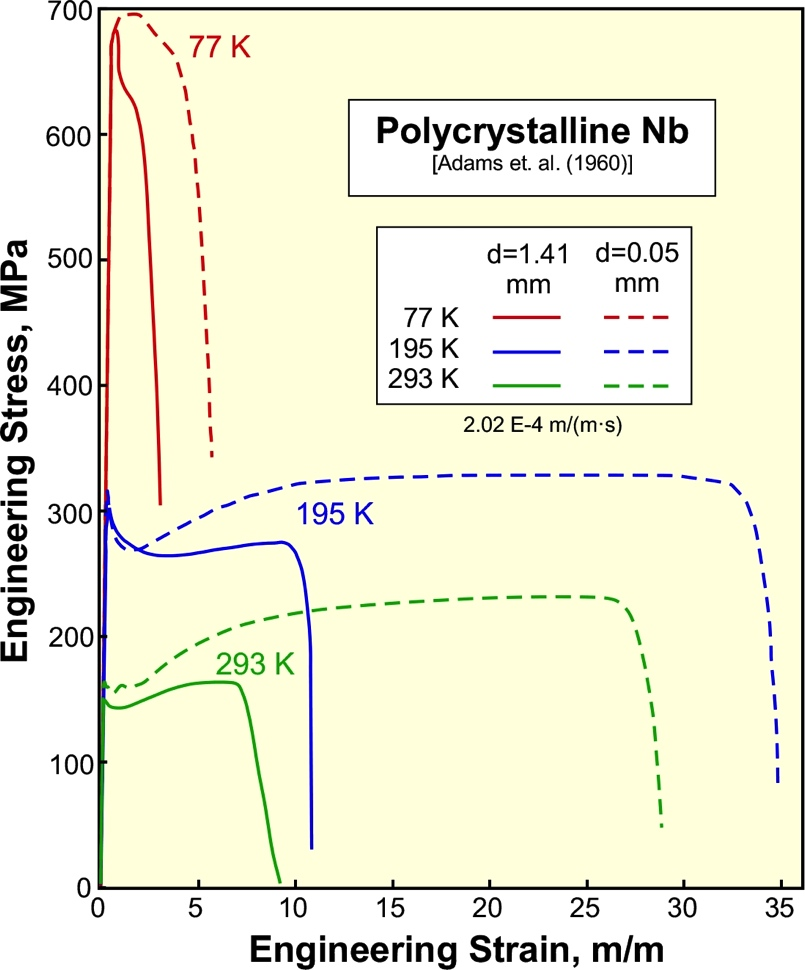 700
600
500
400
300
200
100
0
Engineering Stress, MPa
77 K
Polycrystalline Nb
[Adams et. al. (1960)]
d=1.41 d=0.05
mm mm
77 K
195 K
293 K
2.02 E-4 m/(m·s)
195 K
293 K
0 5 10 15 20 25 30 35
Engineering Strain, m/m